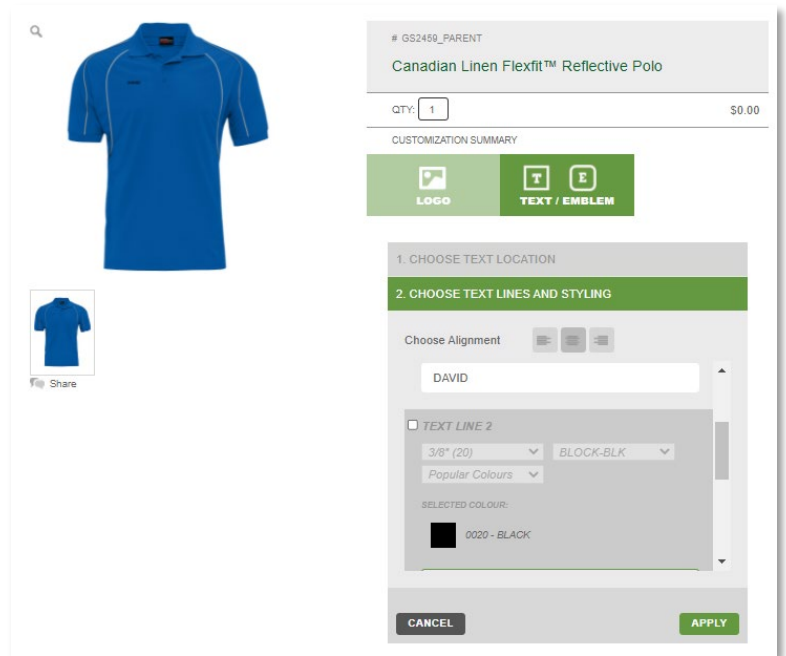 # GS2459_PARENT
Canadian Linen Flexfit™ Reflective Polo
QTY: 1 $0.00
CUSTOMIZATION SUMMARY
LOGO
T E
TEXT / EMBLEM
1. CHOOSE TEXT LOCATION
2. CHOOSE TEXT LINES AND STYLING
Choose Alignment
DAVID
Share
TEXT LINE 2
3/8" (20) BLOCK-BLK
Popular Colours
SELECTED COLOUR:
0020 - BLACK
CANCEL APPLY